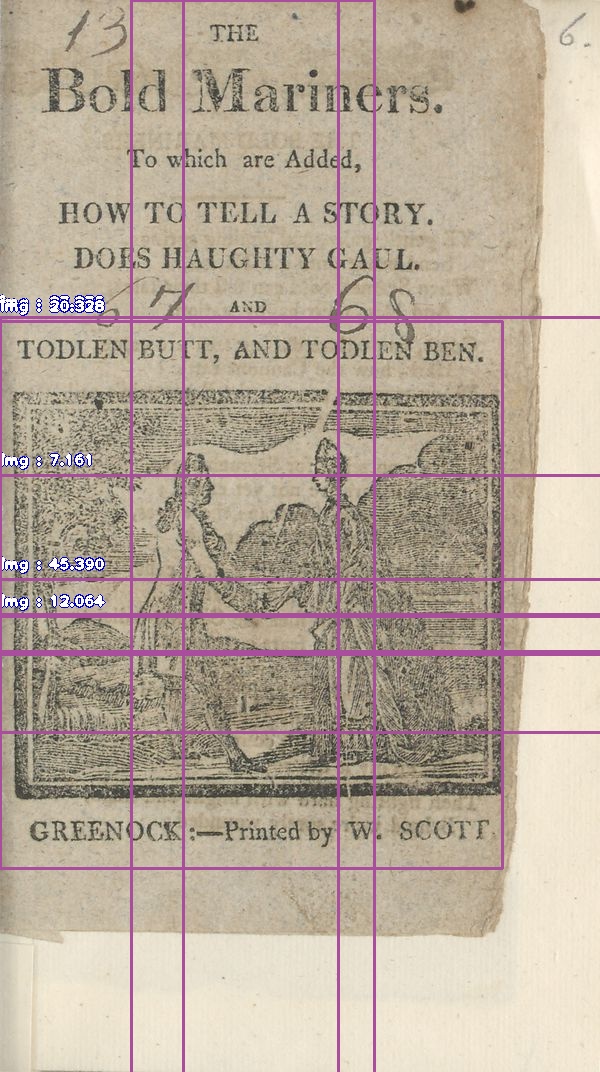 13
6.
THE
Bold Mariners.
To which are Added,
HOW TO TELL A STORY.
DOES HAUGHTY GAUL.
67 AND 68
TODLEN BUTT, AND TODLEN BEN.
Img : 20.328
Img : 7.161
Img : 45.390
Img : 12.064
GREENOCK:—Printed by W. SCOTT